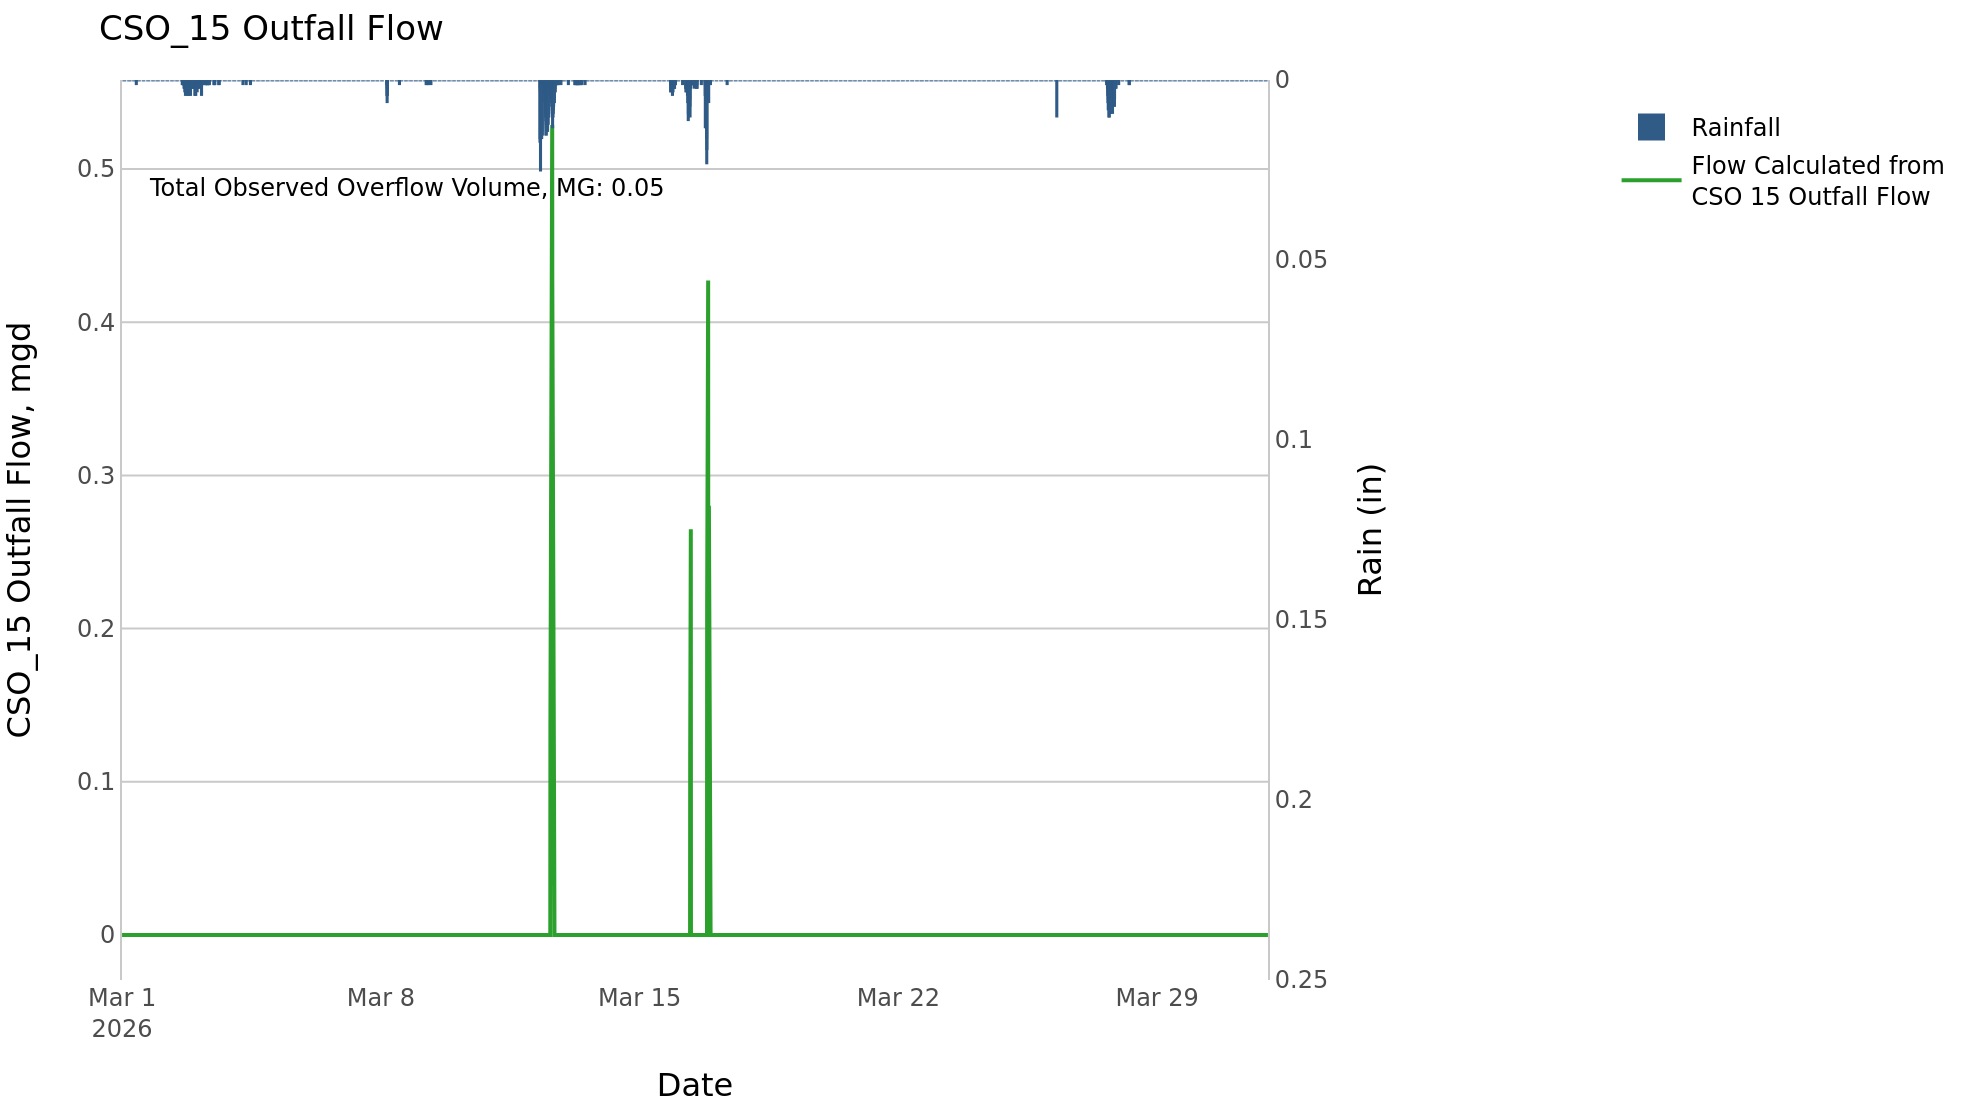 CSO_15 Outfall Flow
0
Rainfall
Flow Calculated from
CSO 15 Outfall Flow
0.5
Total Observed Overflow Volume, MG: 0.05
0.05
0.4
0.1
0.3
CSO_15 Outfall Flow, mgd
Rain (in)
0.15
0.2
0.1
0.2
0
0.25
Mar 1
2026
Mar 8
Mar 15
Mar 22
Mar 29
Date